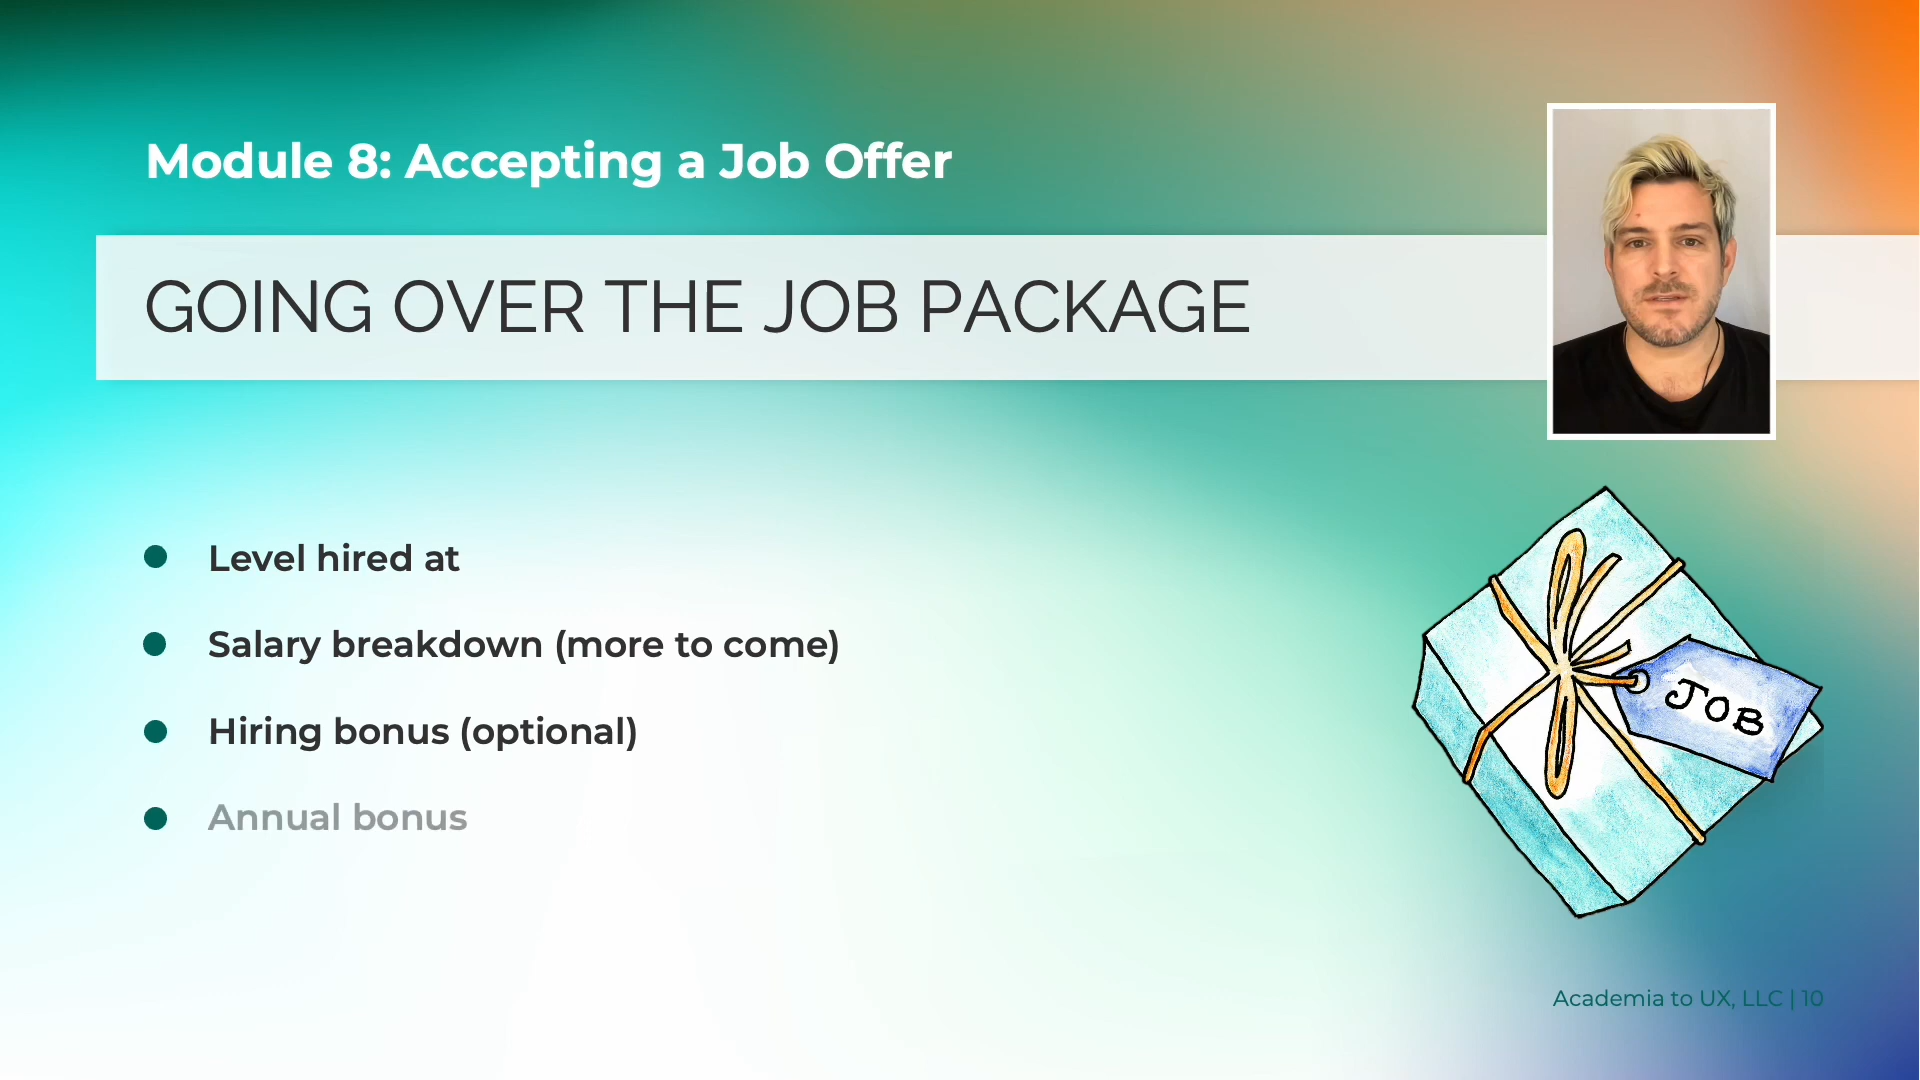 Module 8: Accepting a Job Offer
GOING OVER THE JOB PACKAGE
Level hired at
Salary breakdown (more to come)
Hiring bonus (optional)
Annual bonus
JOB
Academia to UX, LLC | 10